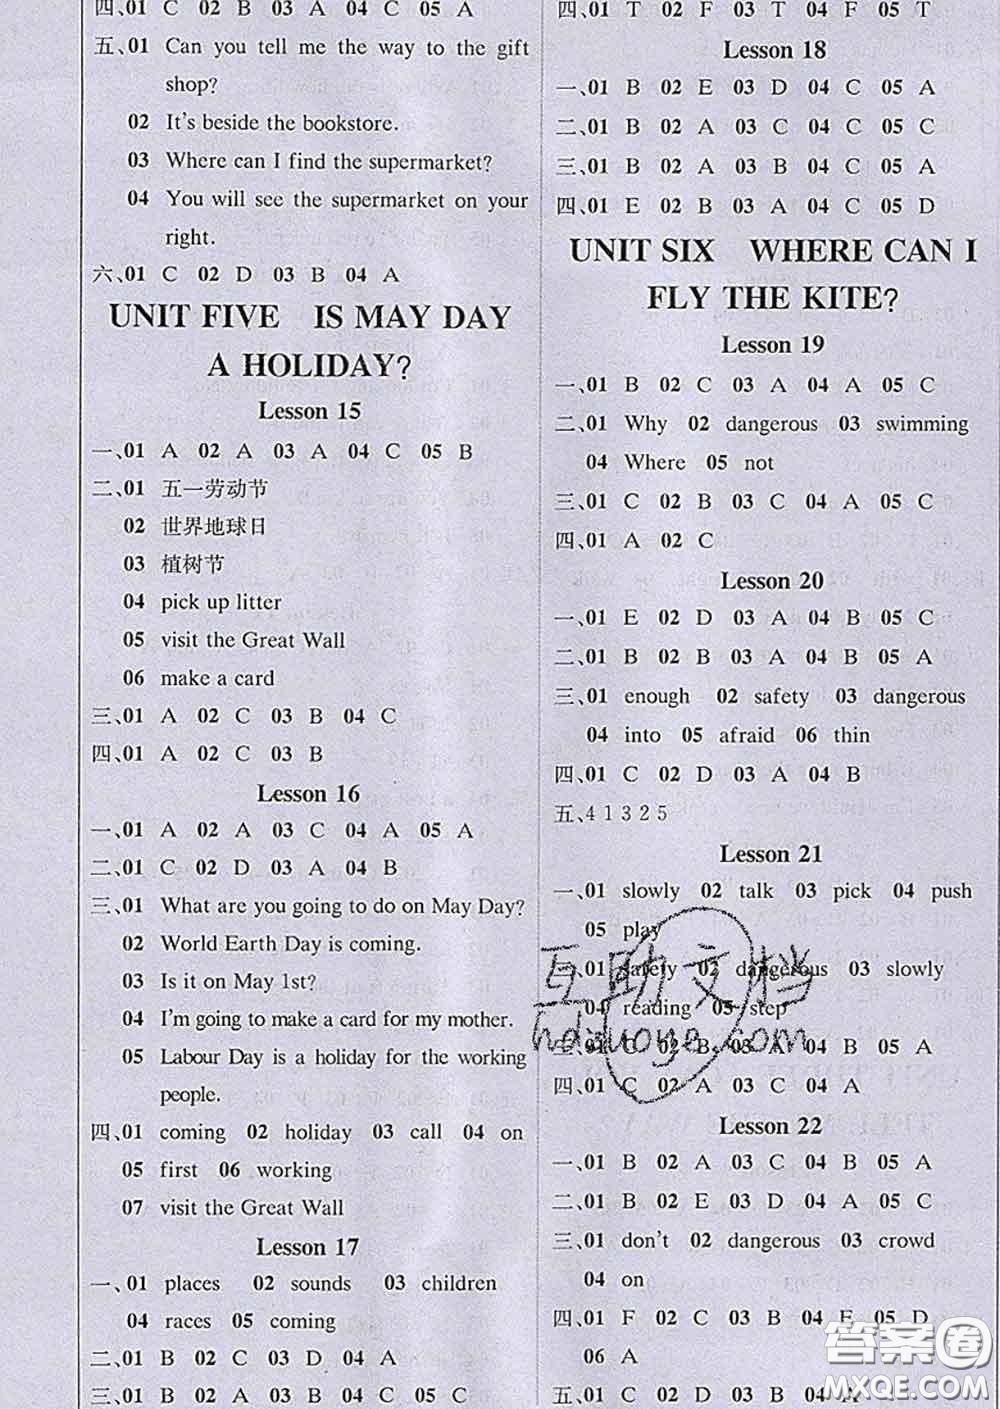 四、01 C 02 B 03 A 04 C 05 A
五、01 Can you tell me the way to the gift
shop?
02 It's beside the bookstore.
03 Where can I find the supermarket?
04 You will see the supermarket on your
right.
六、01 C 02 D 03 B 04 A
UNIT FIVE IS MAY DAY
A HOLIDAY?
Lesson 15
一、01 A 02 A 03 A 04 C 05 B
二、01 五一劳动节
02 世界地球日
03 植树节
04 pick up litter
05 visit the Great Wall
06 make a card
三、01 A 02 C 03 B 04 C
四、01 A 02 C 03 B
Lesson 16
一、01 A 02 A 03 C 04 A 05 A
二、01 C 02 D 03 A 04 B
三、01 What are you going to do on May Day?
02 World Earth Day is coming.
03 Is it on May 1st?
04 I'm going to make a card for my mother.
05 Labour Day is a holiday for the working
people.
四、01 coming 02 holiday 03 call 04 on
05 first 06 working
07 visit the Great Wall
Lesson 17
一、01 places 02 sounds 03 children
04 races 05 coming
二、01 B 02 C 03 D 04 A
三、01 B 02 A 03 B 04 C 05 C
四、01 T 02 F 03 T 04 F 05 T
Lesson 18
一、01 B 02 E 03 D 04 C 05 A
二、01 B 02 A 03 C 04 C 05 C
三、01 B 02 A 03 B 04 C 05 A
四、01 E 02 B 03 A 04 C 05 D
UNIT SIX WHERE CAN I
FLY THE KITE?
Lesson 19
一、01 B 02 C 03 A 04 A 05 C
二、01 Why 02 dangerous 03 swimming
04 Where 05 not
三、01 C 02 B 03 C 04 A 05 C
四、01 A 02 C
Lesson 20
一、01 E 02 D 03 A 04 B 05 C
二、01 B 02 B 03 A 04 B 05 A
三、01 enough 02 safety 03 dangerous
04 into 05 afraid 06 thin
四、01 C 02 D 03 A 04 B
五、4 1 3 2 5
Lesson 21
一、01 slowly 02 talk 03 pick 04 push
05 play
二、01 safety 02 dangerous 03 slowly
04 reading 05 step
三、01 C 02 B 03 A 04 B 05 A
四、01 C 02 A 03 C 04 A
Lesson 22
一、01 B 02 A 03 C 04 B 05 A
二、01 B 02 E 03 D 04 A 05 C
三、01 don't 02 dangerous 03 crowd
04 on
四、01 F 02 C 03 B 04 E 05 D
06 A
五、01 C 02 D 03 B 04 A
互助文档
hdzuoye.com
答案圈
MXQE.COM